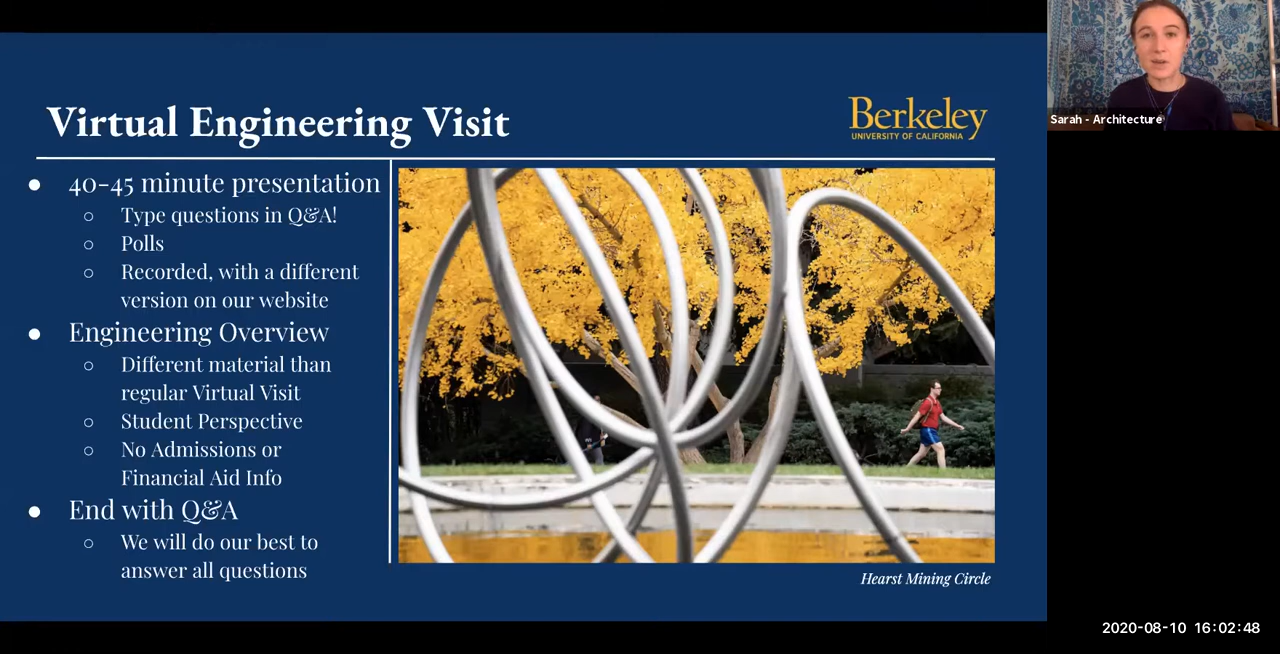 Virtual Engineering Visit
Berkeley
UNIVERSITY OF CALIFORNIA
● 40-45 minute presentation
○ Type questions in Q&A!
○ Polls
○ Recorded, with a different
version on our website
● Engineering Overview
○ Different material than
regular Virtual Visit
○ Student Perspective
○ No Admissions or
Financial Aid Info
● End with Q&A
○ We will do our best to
answer all questions
Hearst Mining Circle
Sarah - Architecture
2020-08-10 16:02:48